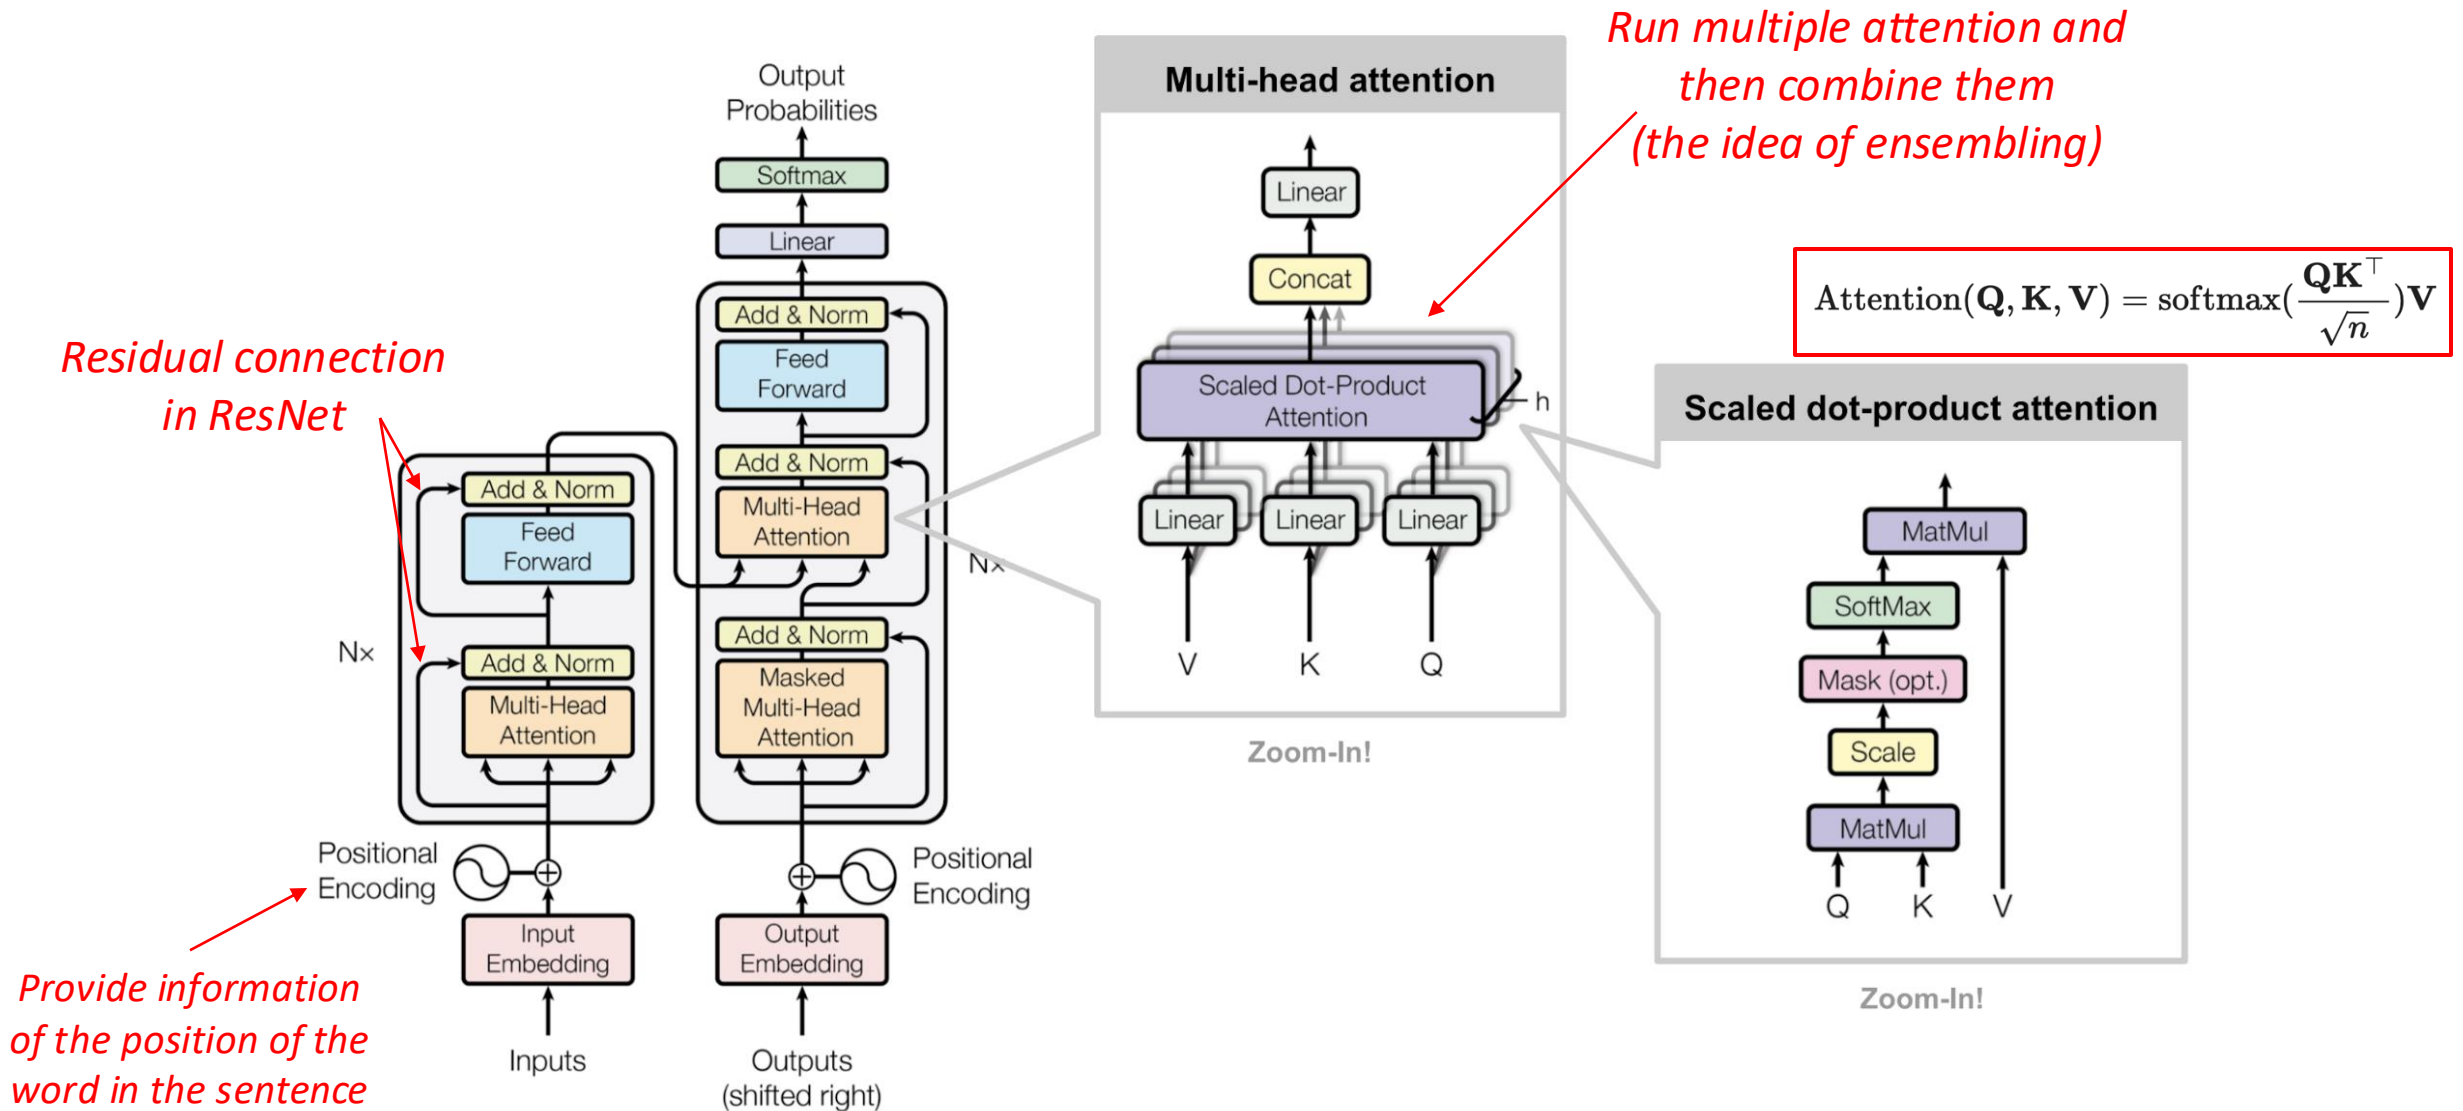 Run multiple attention and
then combine them
(the idea of ensembling)
Residual connection
in ResNet
Provide information
of the position of the
word in the sentence
Output
Probabilities
Softmax
Linear
Add & Norm
Feed
Forward
Add & Norm
Multi-Head
Attention
Add & Norm
Masked
Multi-Head
Attention
N×
Positional
Encoding
Output
Embedding
Outputs
(shifted right)
Add & Norm
Feed
Forward
Add & Norm
Multi-Head
Attention
N×
Positional
Encoding
Input
Embedding
Inputs
Multi-head attention
Linear
Concat
Scaled Dot-Product
Attention
h
Linear Linear Linear
V K Q
Zoom-In!
Attention(Q, K, V) = softmax(QK⊤/√n)V
Scaled dot-product attention
MatMul
SoftMax
Mask (opt.)
Scale
MatMul
Q K V
Zoom-In!